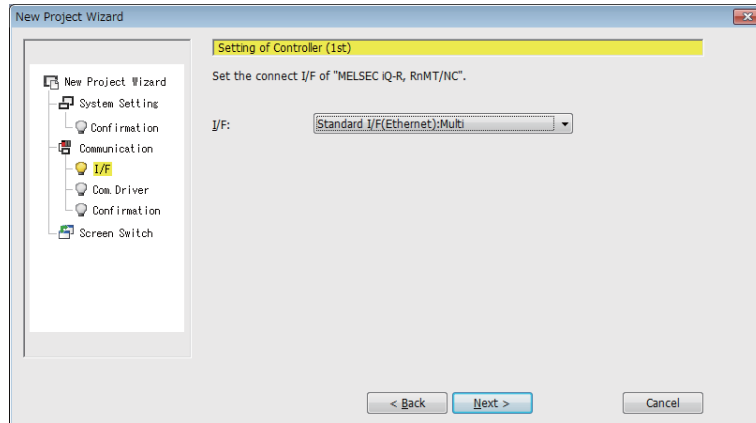 New Project Wizard
Setting of Controller (1st)
Set the connect I/F of "MELSEC iQ-R, RnMT/NC".
I/F:
Standard I/F(Ethernet):Multi
New Project Wizard
System Setting
Confirmation
Communication
I/F
Com. Driver
Confirmation
Screen Switch
< Back
Next >
Cancel